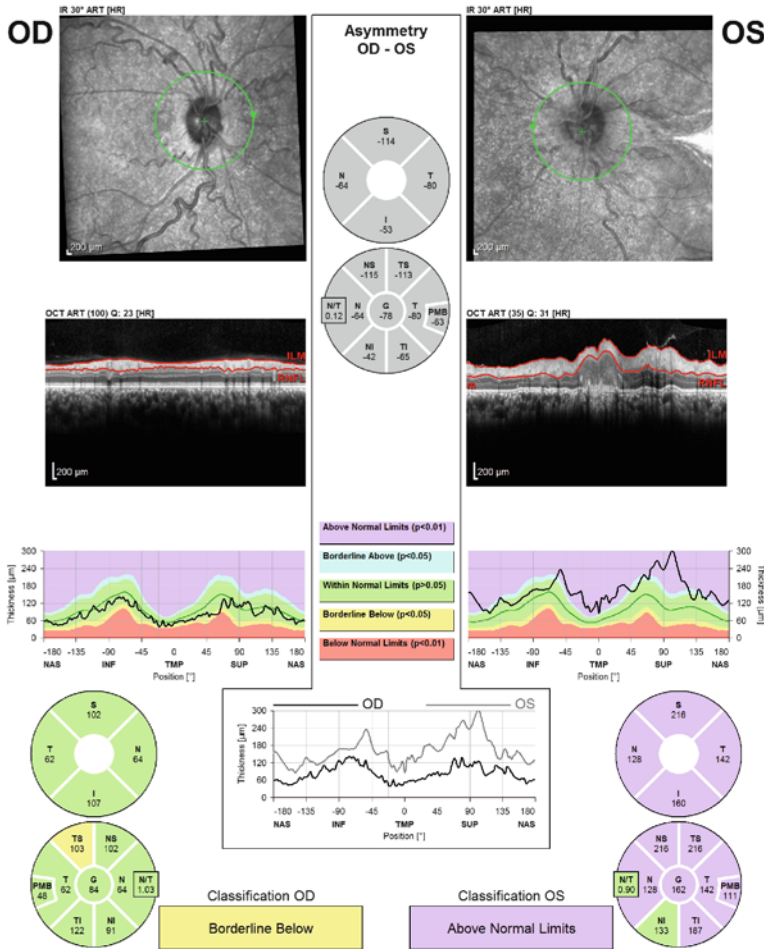 IR 30° ART [HR]
OD
Asymmetry
OD - OS
IR 30° ART [HR]
OS
200 µm
200 µm
S
-114
N
-64
T
-80
I
-53
NS
-115
TS
-113
N/T
0.12
N
-64
G
-78
T
-80
PMB
-63
NI
-42
TI
-65
OCT ART (100) Q: 23 [HR]
ILM
RNFL
200 µm
OCT ART (35) Q: 31 [HR]
ILM
RNFL
200 µm
Above Normal Limits (p<0.01)
Borderline Above (p<0.05)
Within Normal Limits (p>0.05)
Borderline Below (p<0.05)
Below Normal Limits (p<0.01)
Thickness [µm]
300
240
180
120
60
0
-180 -135 -90 -45 0 45 90 135 180
NAS INF TMP SUP NAS
Position [°]
300
240
180
120
60
0
Thickness [µm]
-180 -135 -90 -45 0 45 90 135 180
NAS INF TMP SUP NAS
Position [°]
OD OS
Thickness [µm]
300
240
180
120
60
0
-180 -135 -90 -45 0 45 90 135 180
NAS INF TMP SUP NAS
Position [°]
S
102
T
62
N
64
I
107
TS
103
NS
102
PMB
48
T
62
G
84
N
64
N/T
1.03
TI
122
NI
91
Classification OD
Borderline Below
S
216
N
128
T
142
I
160
NS
216
TS
216
N/T
0.90
N
128
G
162
T
142
PMB
111
NI
133
TI
187
Classification OS
Above Normal Limits